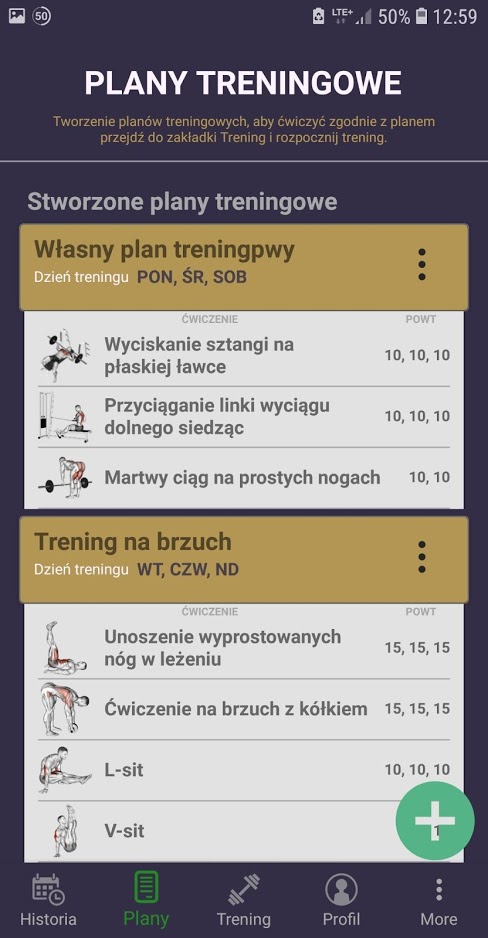 50
LTE+
50%
12:59
PLANY TRENINGOWE
Tworzenie planów treningowych, aby ćwiczyć zgodnie z planem
przejdź do zakładki Trening i rozpocznij trening.
Stworzone plany treningowe
Własny plan treningpwy
Dzień treningu PON, ŚR, SOB
ĆWICZENIE POWT
Wyciskanie sztangi na
płaskiej ławce
10, 10, 10
Przyciąganie linki wyciągu
dolnego siedząc
10, 10, 10
Martwy ciąg na prostych nogach 10, 10
Trening na brzuch
Dzień treningu WT, CZW, ND
ĆWICZENIE POWT
Unoszenie wyprostowanych
nóg w leżeniu
15, 15, 15
Ćwiczenie na brzuch z kółkiem 15, 15, 15
L-sit 10, 10, 10
V-sit 1
Historia Plany Trening Profil More